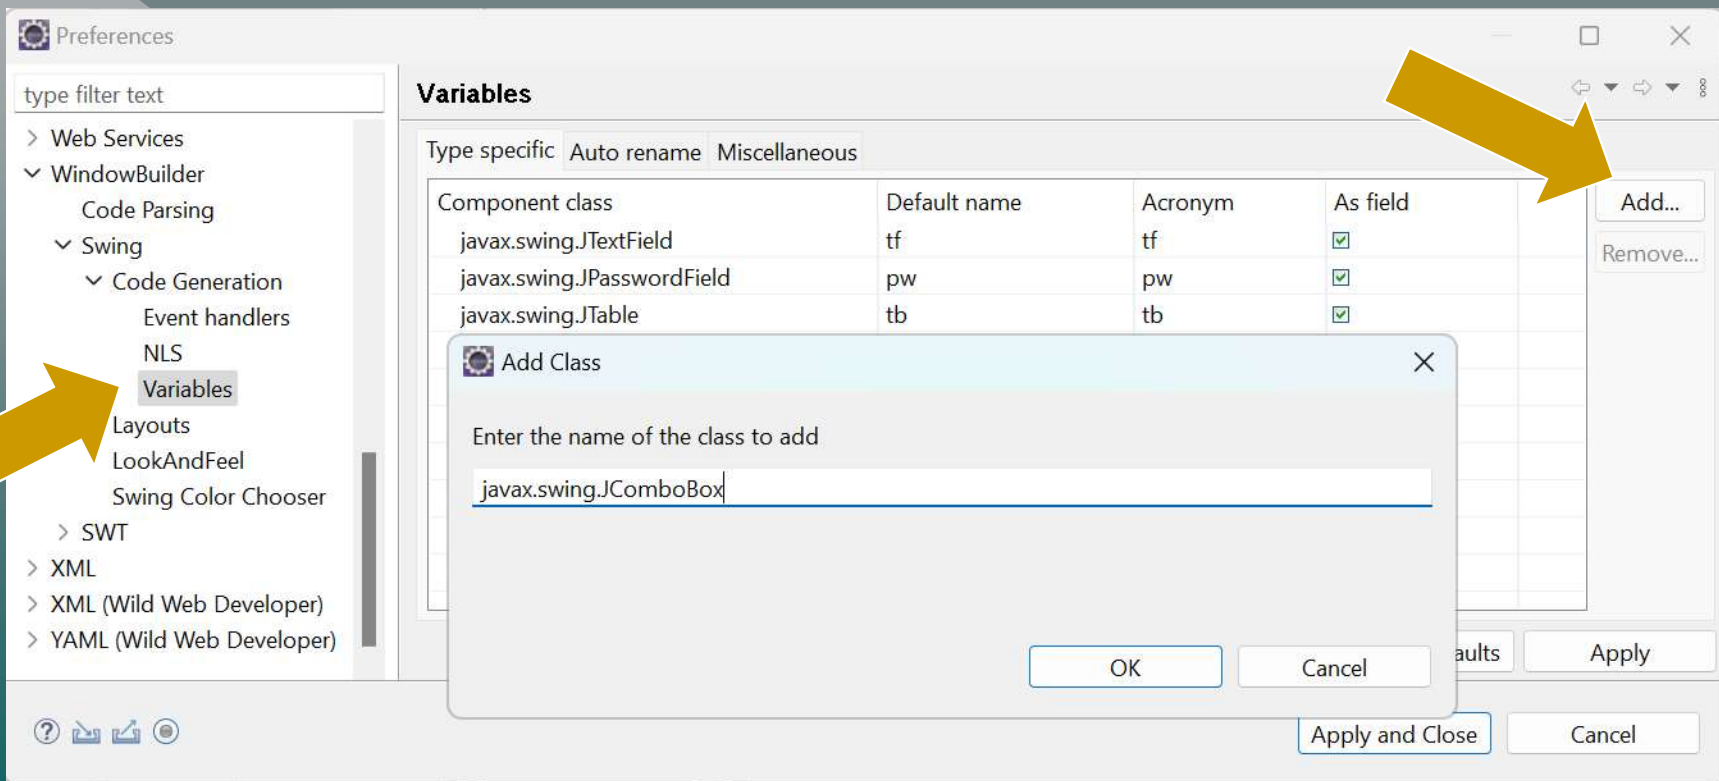 Preferences
type filter text
Web Services
WindowBuilder
Code Parsing
Swing
Code Generation
Event handlers
NLS
Variables
Layouts
LookAndFeel
Swing Color Chooser
SWT
XML
XML (Wild Web Developer)
YAML (Wild Web Developer)
Variables
Type specific Auto rename Miscellaneous
Component class Default name Acronym As field
javax.swing.JTextField tf tf
javax.swing.JPasswordField pw pw
javax.swing.JTable tb tb
Add...
Remove...
Add Class
Enter the name of the class to add
javax.swing.JComboBox
OK Cancel
aults Apply
Apply and Close Cancel